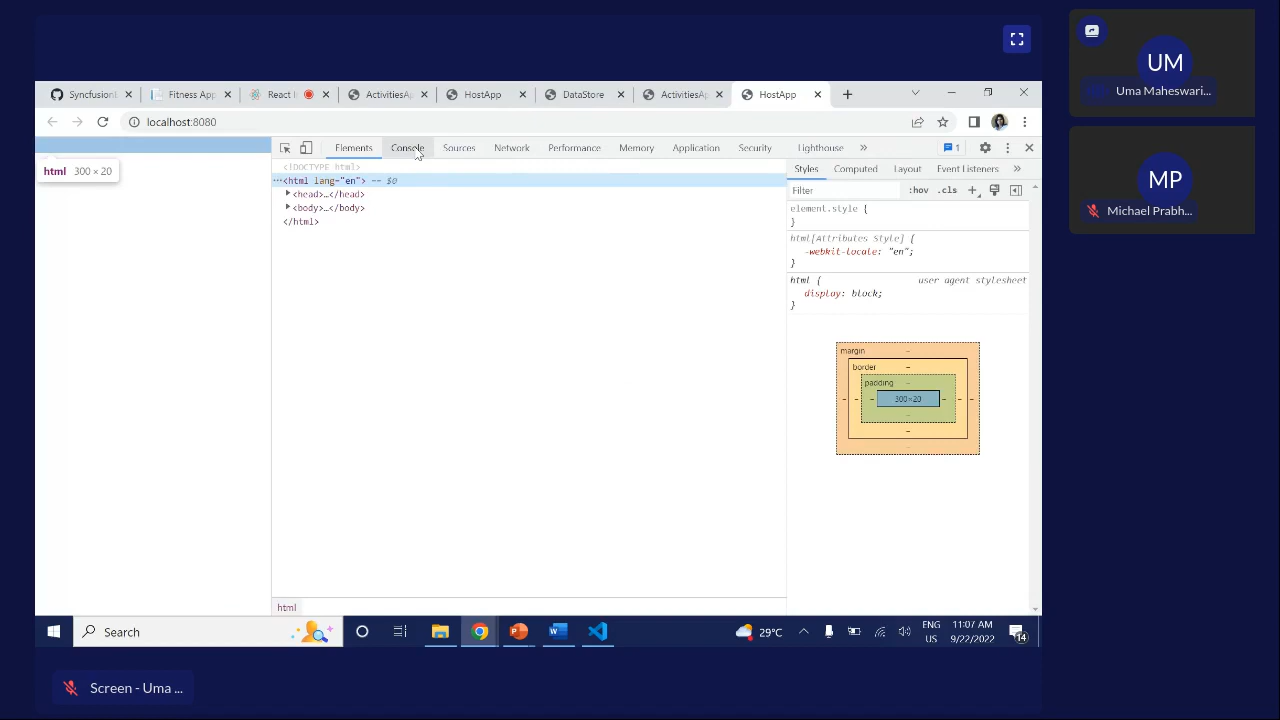 Syncfusion
Fitness App
React I
ActivitiesAp
HostApp
DataStore
ActivitiesAp
HostApp
localhost:8080
Elements
Console
Sources
Network
Performance
Memory
Application
Security
Lighthouse
1
html 300 × 20
<!DOCTYPE html>
<html lang="en"> == $0
<head>…</head>
<body>…</body>
</html>
html
Styles
Computed
Layout
Event Listeners
Filter
:hov
.cls
element.style {
}
html[Attributes Style] {
-webkit-locale: "en";
}
html {
user agent stylesheet
display: block;
}
margin
border
padding
300×20
Search
29°C
ENG
US
11:07 AM
9/22/2022
14
Screen - Uma ...
UM
Uma Maheswari...
MP
Michael Prabh...